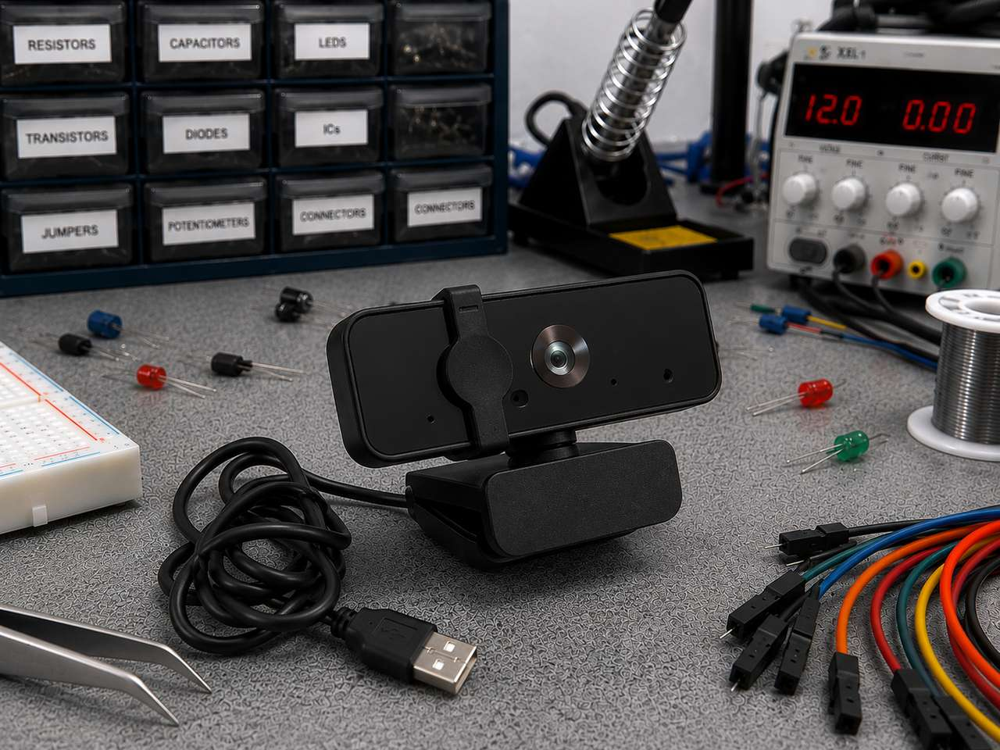 RESISTORS
CAPACITORS
LEDS
TRANSISTORS
DIODES
ICs
JUMPERS
POTENTIOMETERS
CONNECTORS
CONNECTORS
12.0 0.00
FINE
FINE
FINE
FINE